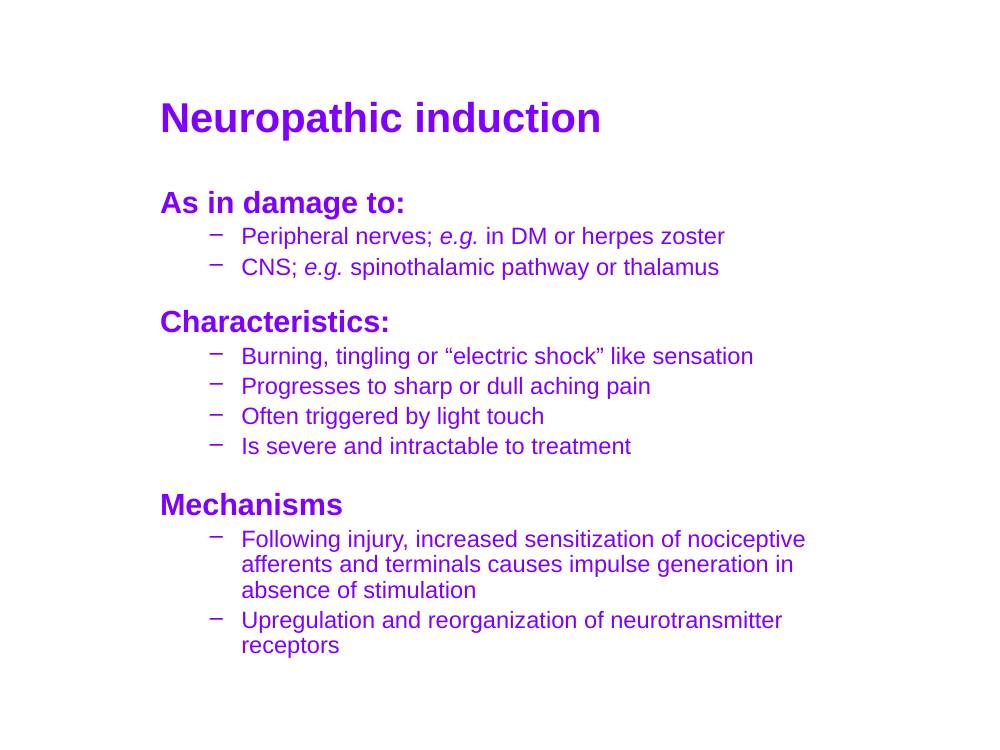 Neuropathic induction
As in damage to:
– Peripheral nerves; e.g. in DM or herpes zoster
– CNS; e.g. spinothalamic pathway or thalamus
Characteristics:
– Burning, tingling or “electric shock” like sensation
– Progresses to sharp or dull aching pain
– Often triggered by light touch
– Is severe and intractable to treatment
Mechanisms
– Following injury, increased sensitization of nociceptive
afferents and terminals causes impulse generation in
absence of stimulation
– Upregulation and reorganization of neurotransmitter
receptors